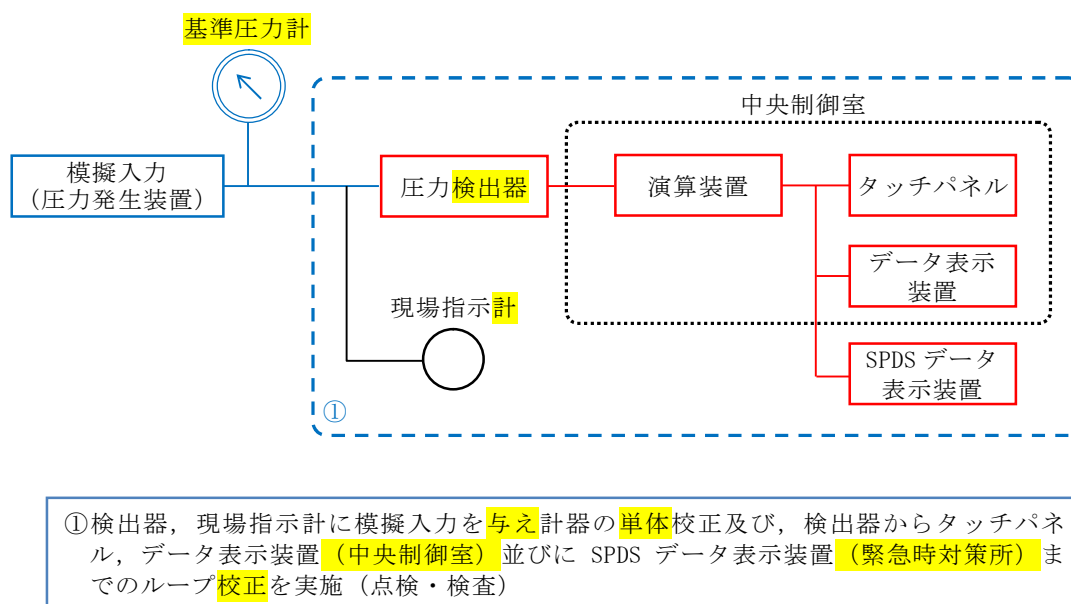 基準圧力計
中央制御室
模擬入力
（圧力発生装置）
圧力検出器
演算装置
タッチパネル
データ表示
装置
現場指示計
SPDS データ
表示装置
①
①検出器，現場指示計に模擬入力を与え計器の単体校正及び，検出器からタッチパネ
ル，データ表示装置（中央制御室）並びに SPDS データ表示装置（緊急時対策所）ま
でのループ校正を実施（点検・検査）